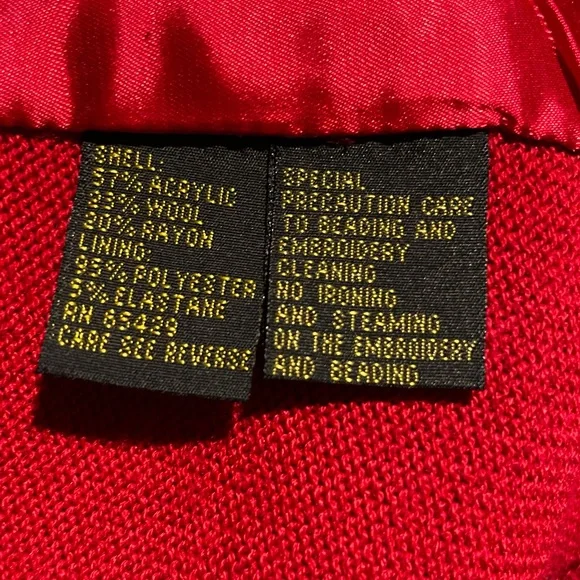 SHELL:
57% ACRYLIC
23% WOOL
20% RAYON
LINING:
95% POLYESTER
5% ELASTANE
RN 65429
CARE SEE REVERSE
SPECIAL
PRECAUTION CARE
TO BEADING AND
EMBROIDERY
CLEANING
NO IRONING
AND STEAMING
ON THE EMBROIDERY
AND BEADING